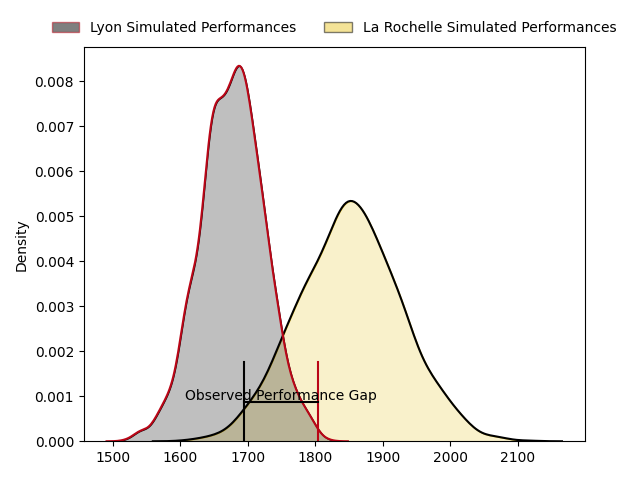 Lyon Simulated Performances
La Rochelle Simulated Performances
0.008
0.007
0.006
0.005
0.004
0.003
0.002
0.001
0.000
Density
Observed Performance Gap
1500 1600 1700 1800 1900 2000 2100